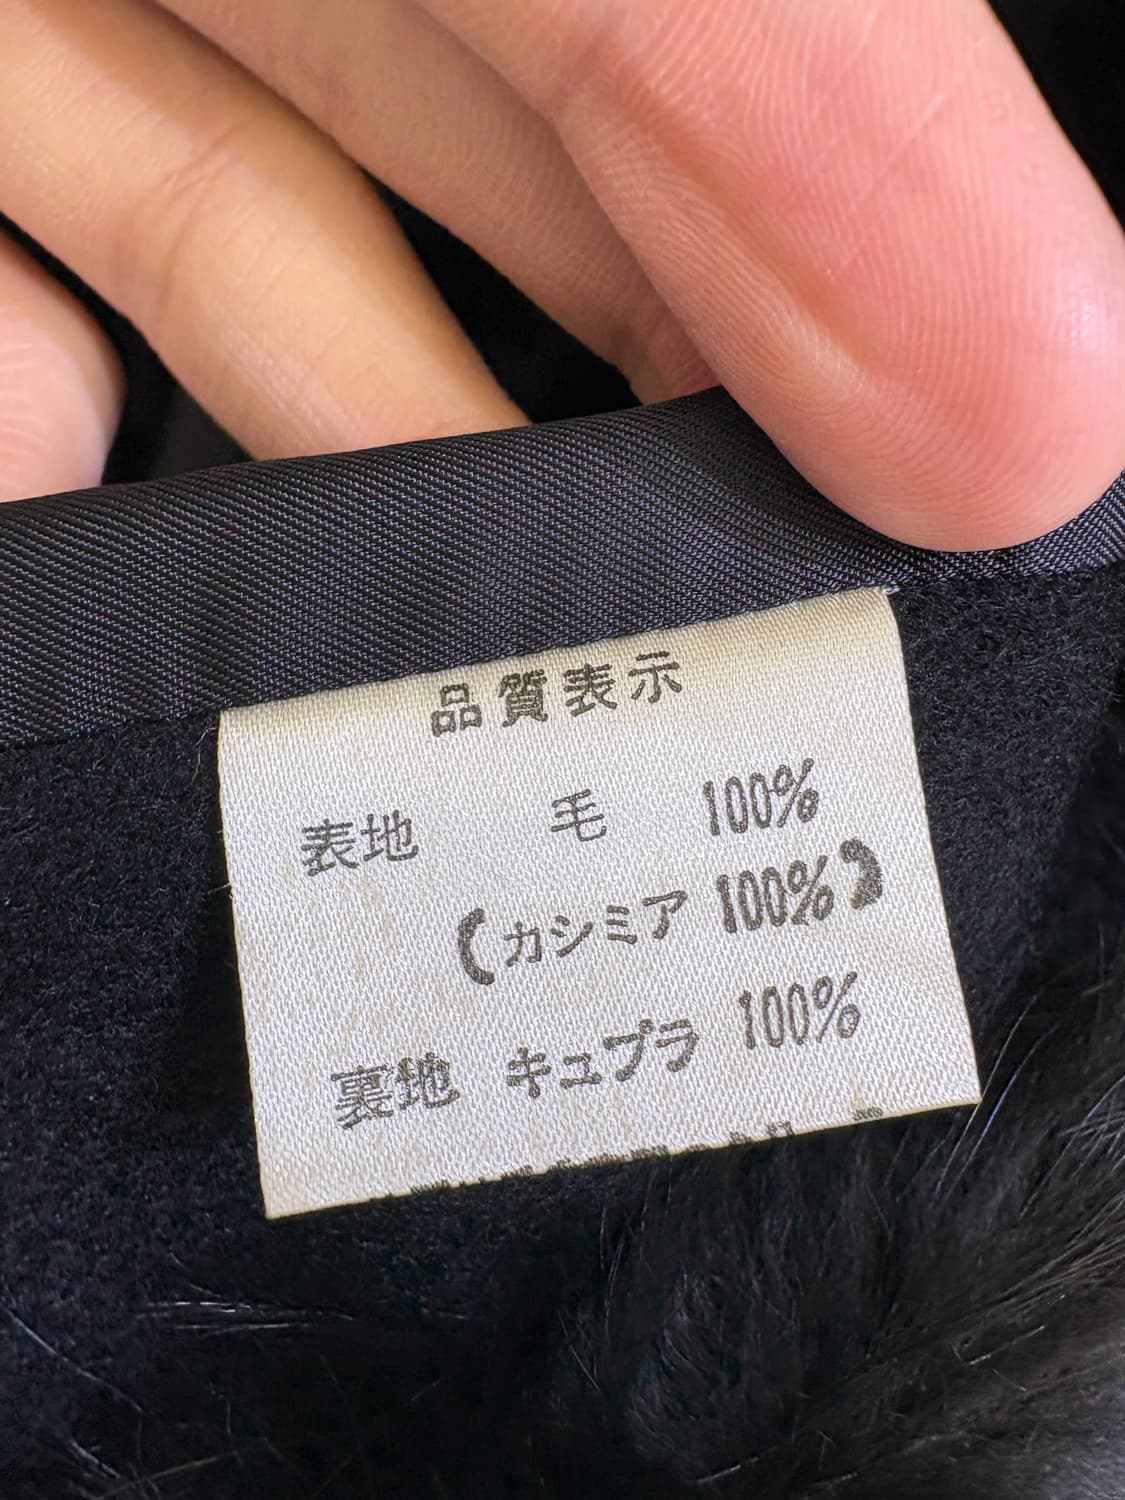 品質表示
表地 毛 100%
(カシミア 100%)
裏地 キュプラ 100%